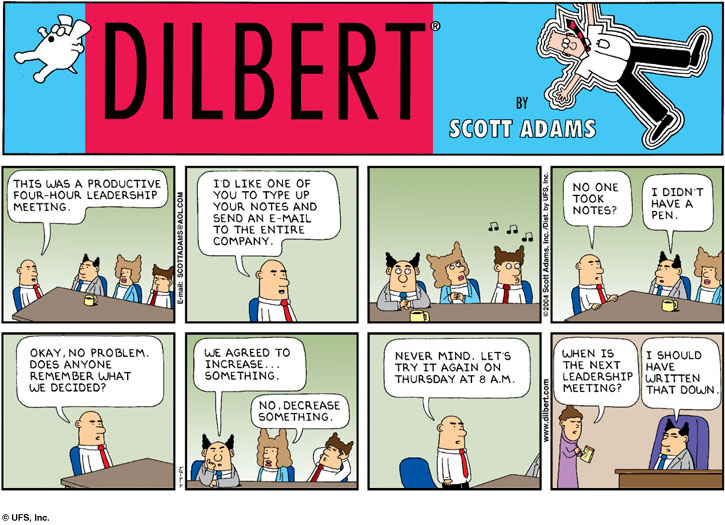 DILBERT®
BY
SCOTT ADAMS
THIS WAS A PRODUCTIVE
FOUR-HOUR LEADERSHIP
MEETING.
E-mail: SCOTTADAMS@AOL.COM
I'D LIKE ONE OF
YOU TO TYPE UP
YOUR NOTES AND
SEND AN E-MAIL
TO THE ENTIRE
COMPANY.
©2004 Scott Adams, Inc./Dist. by UFS, Inc.
NO ONE
TOOK
NOTES?
I DIDN'T
HAVE A
PEN.
OKAY, NO PROBLEM.
DOES ANYONE
REMEMBER WHAT
WE DECIDED?
WE AGREED TO
INCREASE...
SOMETHING.
NO, DECREASE
SOMETHING.
NEVER MIND. LET'S
TRY IT AGAIN ON
THURSDAY AT 8 A.M.
www.dilbert.com
WHEN IS
THE NEXT
LEADERSHIP
MEETING?
I SHOULD
HAVE
WRITTEN
THAT DOWN.
© UFS, Inc.